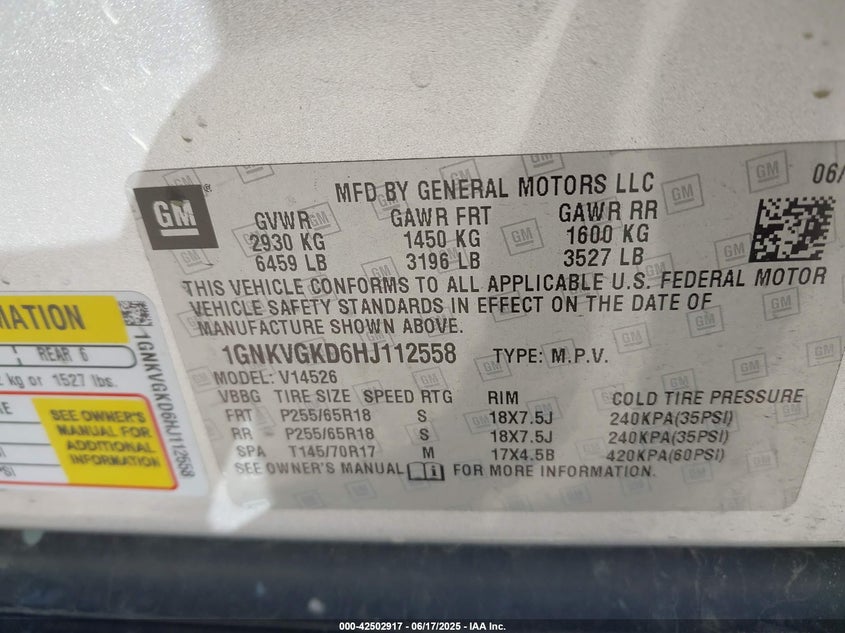 GM
MFD BY GENERAL MOTORS LLC 06/
GVWR GAWR FRT GAWR RR
2930 KG 1450 KG 1600 KG
6459 LB 3196 LB 3527 LB
THIS VEHICLE CONFORMS TO ALL APPLICABLE U.S. FEDERAL MOTOR
VEHICLE SAFETY STANDARDS IN EFFECT ON THE DATE OF
MANUFACTURE SHOWN ABOVE.
1GNKVGKD6HJ112558 TYPE: M.P.V.
MODEL: V14526
VBBG TIRE SIZE SPEED RTG RIM COLD TIRE PRESSURE
FRT P255/65R18 S 18X7.5J 240KPA(35PSI)
RR P255/65R18 S 18X7.5J 240KPA(35PSI)
SPA T145/70R17 M 17X4.5B 420KPA(60PSI)
SEE OWNER'S MANUAL FOR MORE INFORMATION.
MATION
REAR 6
kg or 1527 lbs.
SEE OWNER'S
MANUAL FOR
ADDITIONAL
INFORMATION
1GNKVGKD6HJ112558
000-42502917 - 06/17/2025 - IAA Inc.